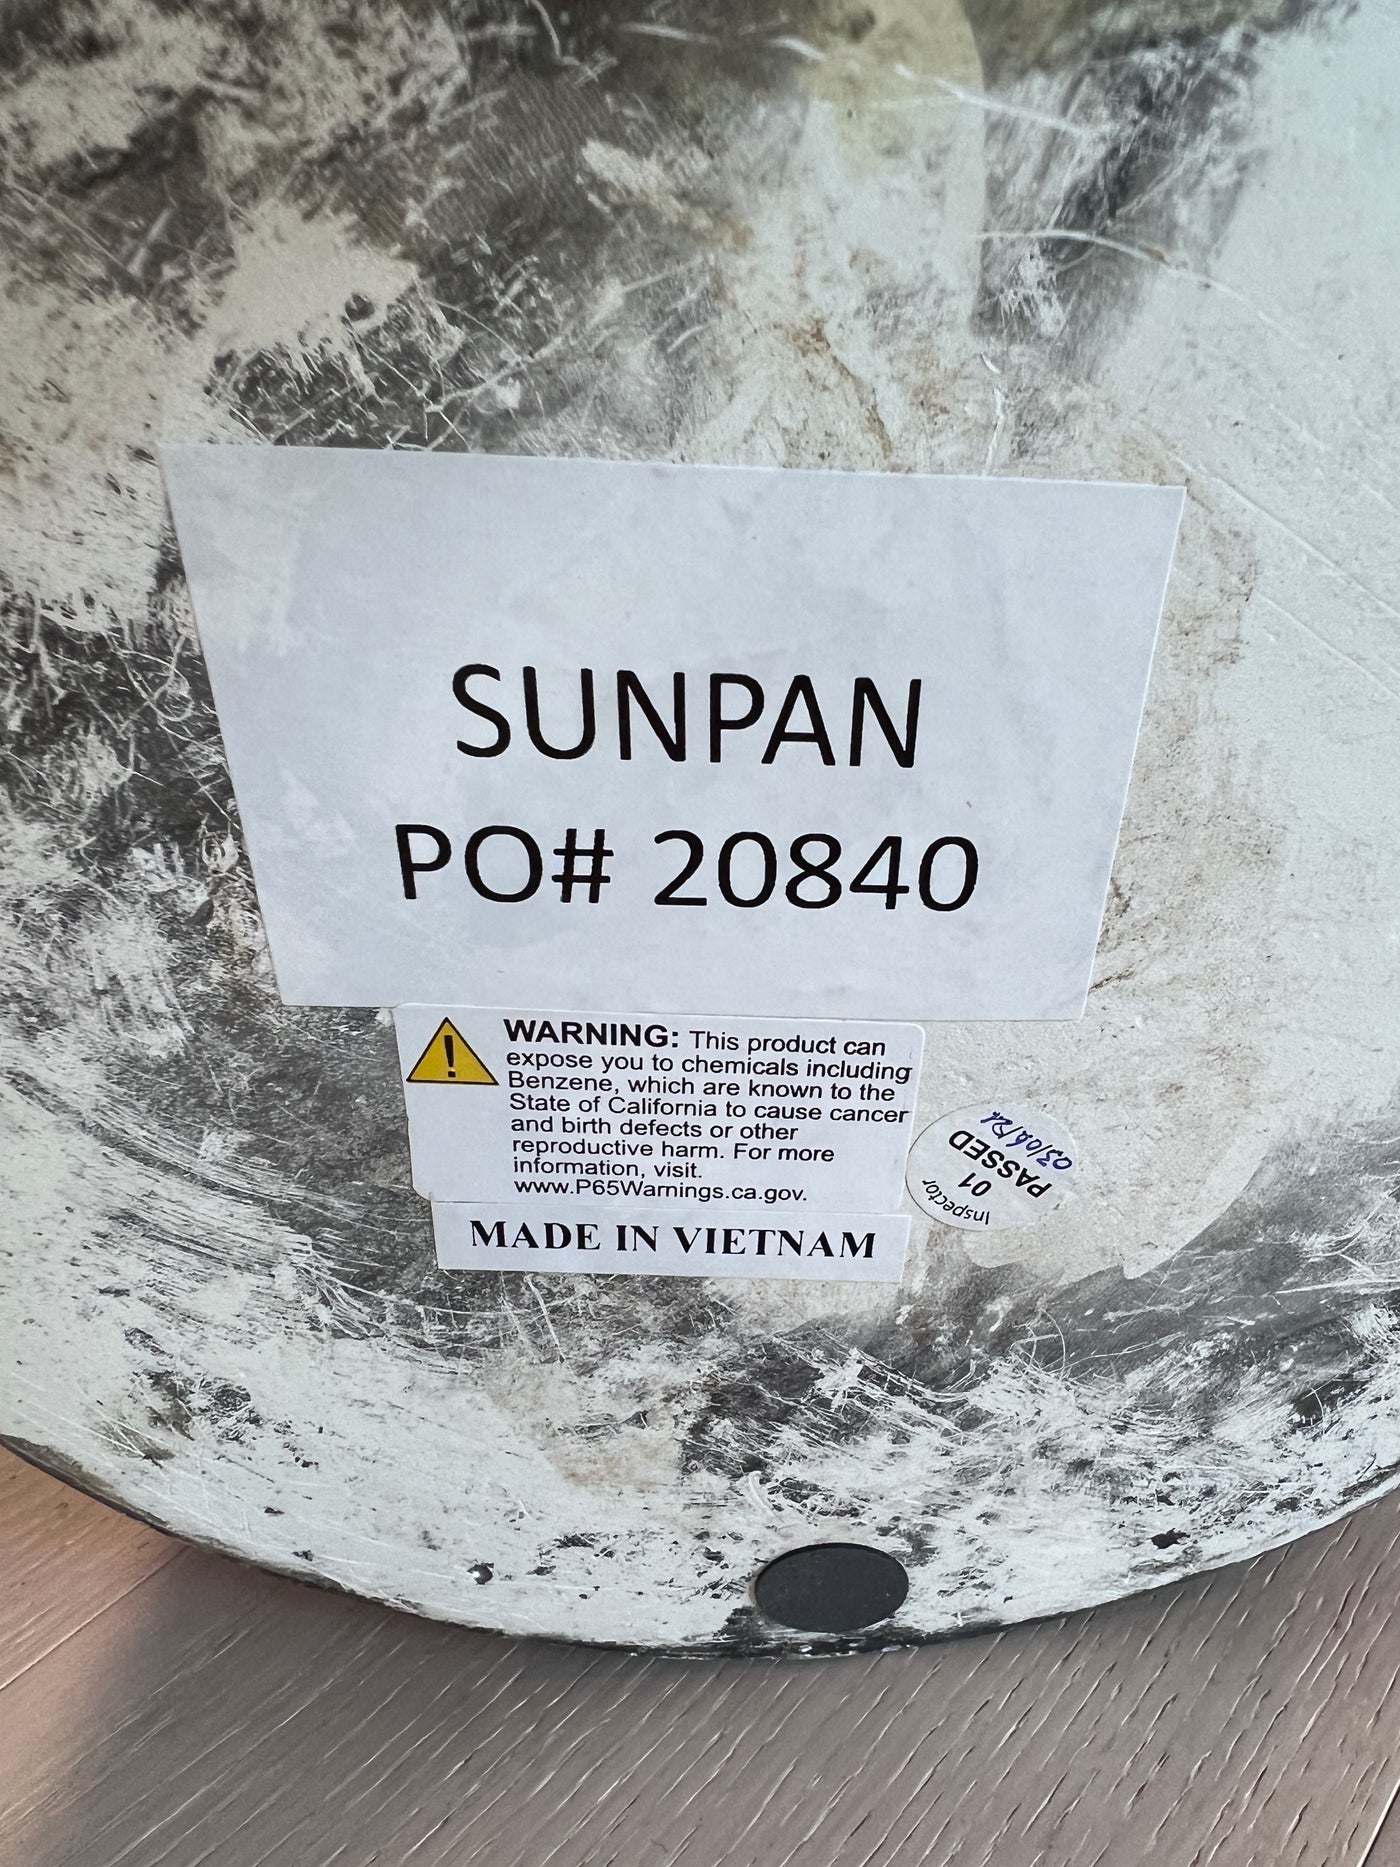 SUNPAN
PO# 20840
WARNING: This product can
expose you to chemicals including
Benzene, which are known to the
State of California to cause cancer
and birth defects or other
reproductive harm. For more
information, visit.
www.P65Warnings.ca.gov.
MADE IN VIETNAM
Inspector
01
PASSED